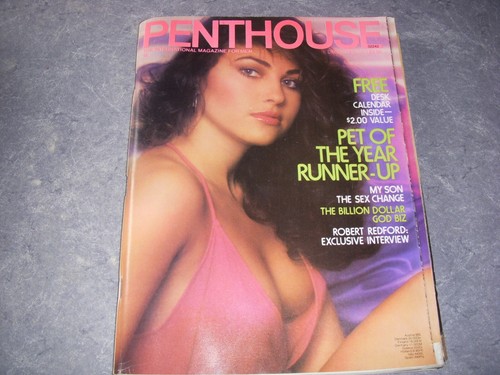 PENTHOUSE
FREE
DESK
CALENDAR
INSIDE—
$2.00 VALUE
PET OF
THE YEAR
RUNNER-UP
MY SON
THE SEX CHANGE
THE BILLION DOLLAR
GOD BIZ
ROBERT REDFORD:
EXCLUSIVE INTERVIEW